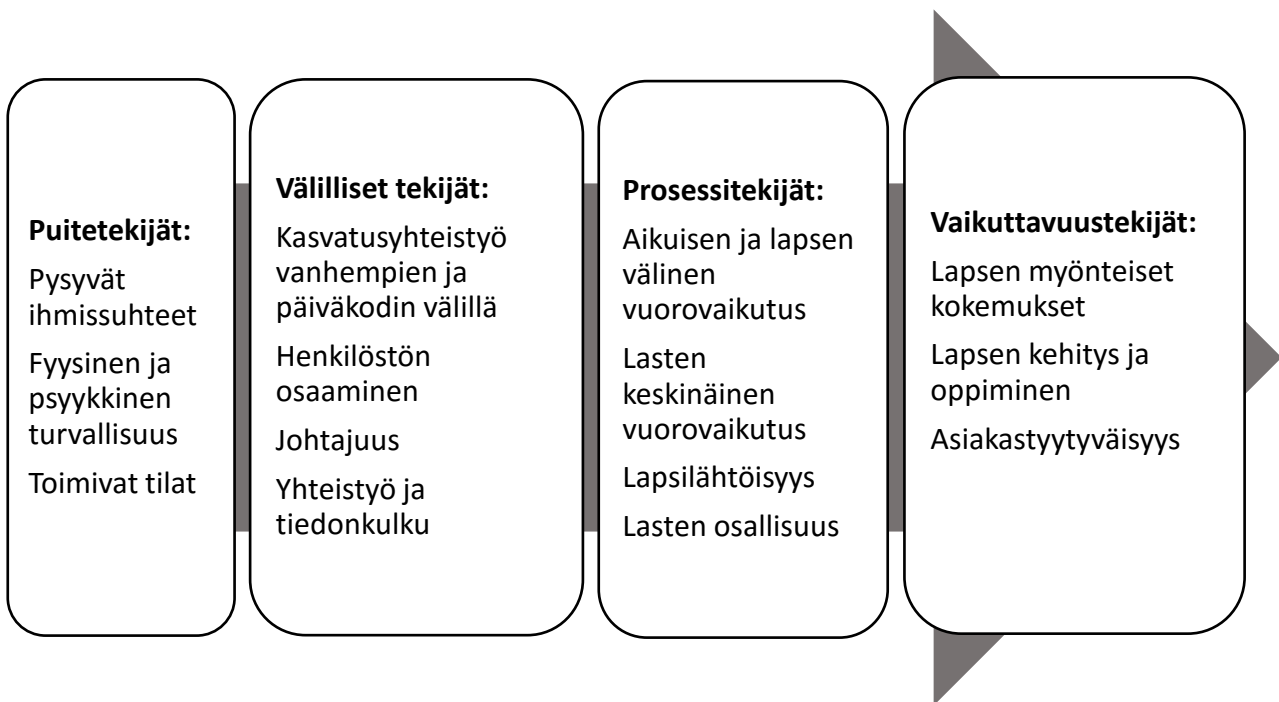 Puitetekijät:
Pysyvät
ihmissuhteet
Fyysinen ja
psyykkinen
turvallisuus
Toimivat tilat
Välilliset tekijät:
Kasvatusyhteistyö
vanhempien ja
päiväkodin välillä
Henkilöstön
osaaminen
Johtajuus
Yhteistyö ja
tiedonkulku
Prosessitekijät:
Aikuisen ja lapsen
välinen
vuorovaikutus
Lasten
keskinäinen
vuorovaikutus
Lapsilähtöisyys
Lasten osallisuus
Vaikuttavuustekijät:
Lapsen myönteiset
kokemukset
Lapsen kehitys ja
oppiminen
Asiakastyytyväisyys